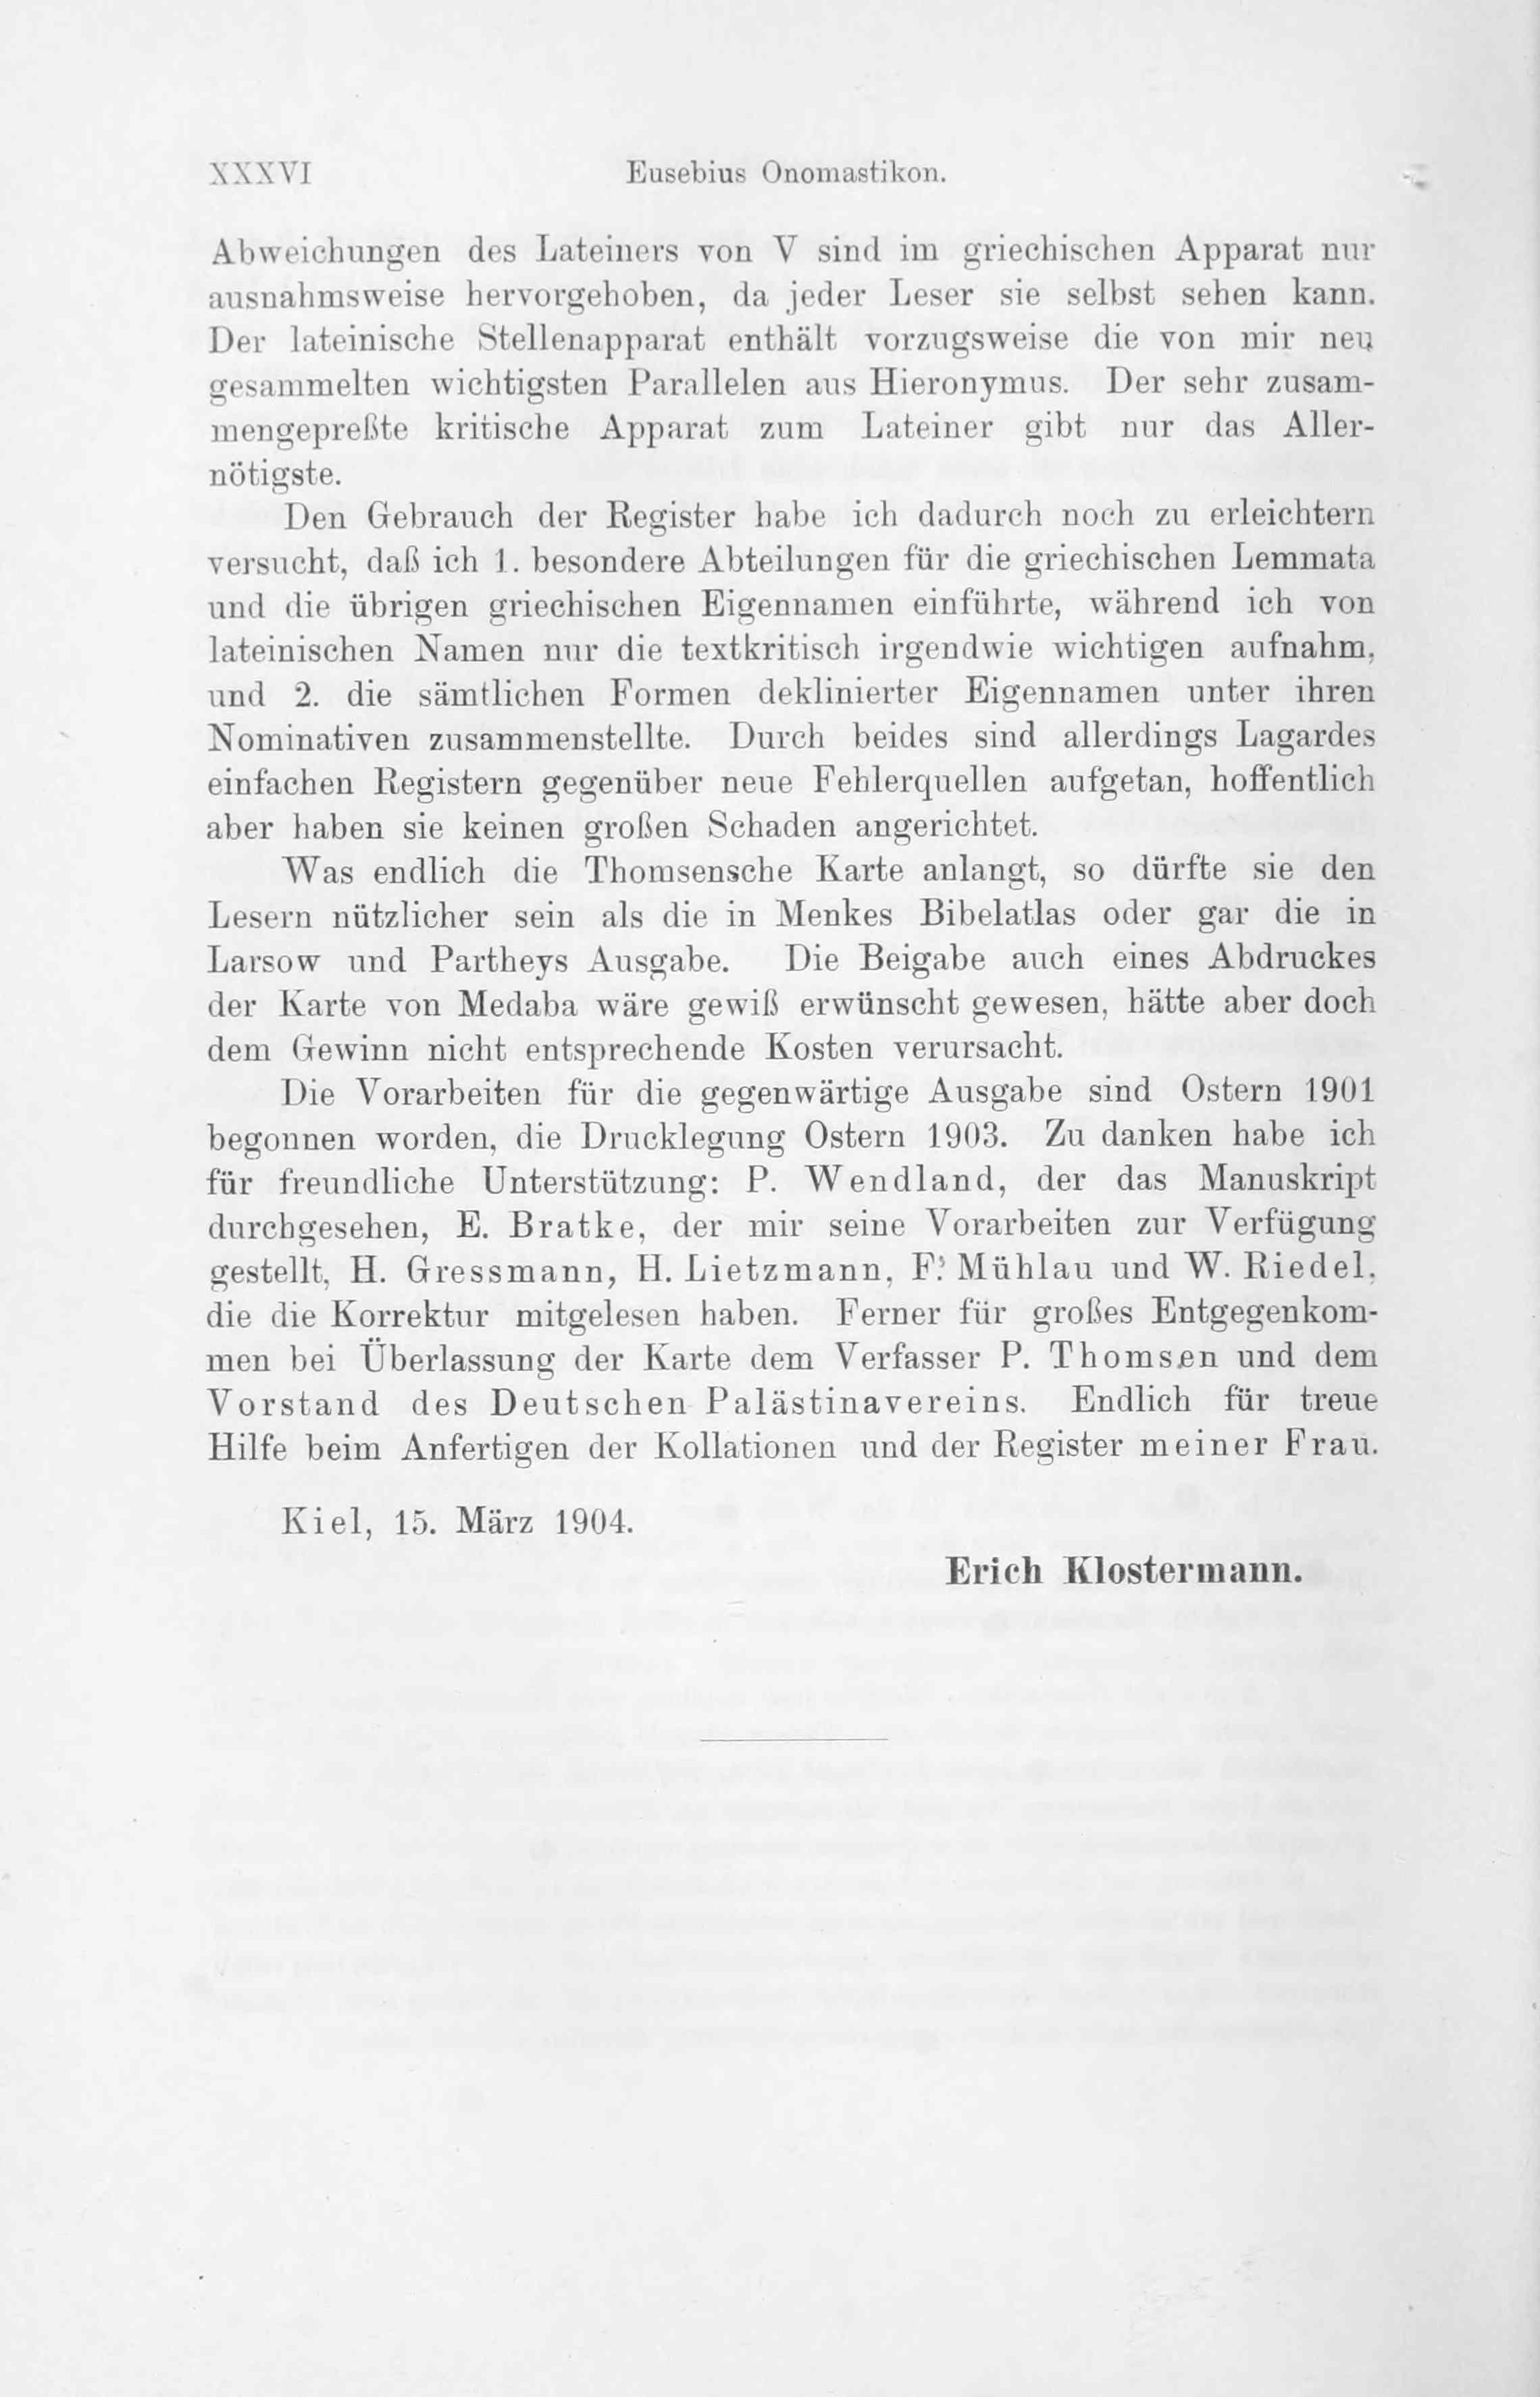 XXXVI Eusebius Onomastikon.
Abweichungen des Lateiners von V sind im griechischen Apparat nur
ausnahmsweise hervorgehoben, da jeder Leser sie selbst sehen kann.
Der lateinische Stellenapparat enthält vorzugsweise die von mir neu
gesammelten wichtigsten Parallelen aus Hieronymus. Der sehr zusam-
mengepreßte kritische Apparat zum Lateiner gibt nur das Aller-
nötigste.
Den Gebrauch der Register habe ich dadurch noch zu erleichtern
versucht, daß ich 1. besondere Abteilungen für die griechischen Lemmata
und die übrigen griechischen Eigennamen einführte, während ich von
lateinischen Namen nur die textkritisch irgendwie wichtigen aufnahm,
und 2. die sämtlichen Formen deklinierter Eigennamen unter ihren
Nominativen zusammenstellte. Durch beides sind allerdings Lagardes
einfachen Registern gegenüber neue Fehlerquellen aufgetan, hoffentlich
aber haben sie keinen großen Schaden angerichtet.
Was endlich die Thomsensche Karte anlangt, so dürfte sie den
Lesern nützlicher sein als die in Menkes Bibelatlas oder gar die in
Larsow und Partheys Ausgabe. Die Beigabe auch eines Abdruckes
der Karte von Medaba wäre gewiß erwünscht gewesen, hätte aber doch
dem Gewinn nicht entsprechende Kosten verursacht.
Die Vorarbeiten für die gegenwärtige Ausgabe sind Ostern 1901
begonnen worden, die Drucklegung Ostern 1903. Zu danken habe ich
für freundliche Unterstützung: P. Wendland, der das Manuskript
durchgesehen, E. Bratke, der mir seine Vorarbeiten zur Verfügung
gestellt, H. Gressmann, H. Lietzmann, F. Mühlau und W. Riedel,
die die Korrektur mitgelesen haben. Ferner für großes Entgegenkom-
men bei Überlassung der Karte dem Verfasser P. Thomsen und dem
Vorstand des Deutschen Palästinavereins. Endlich für treue
Hilfe beim Anfertigen der Kollationen und der Register meiner Frau.
Kiel, 15. März 1904.
Erich Klostermann.